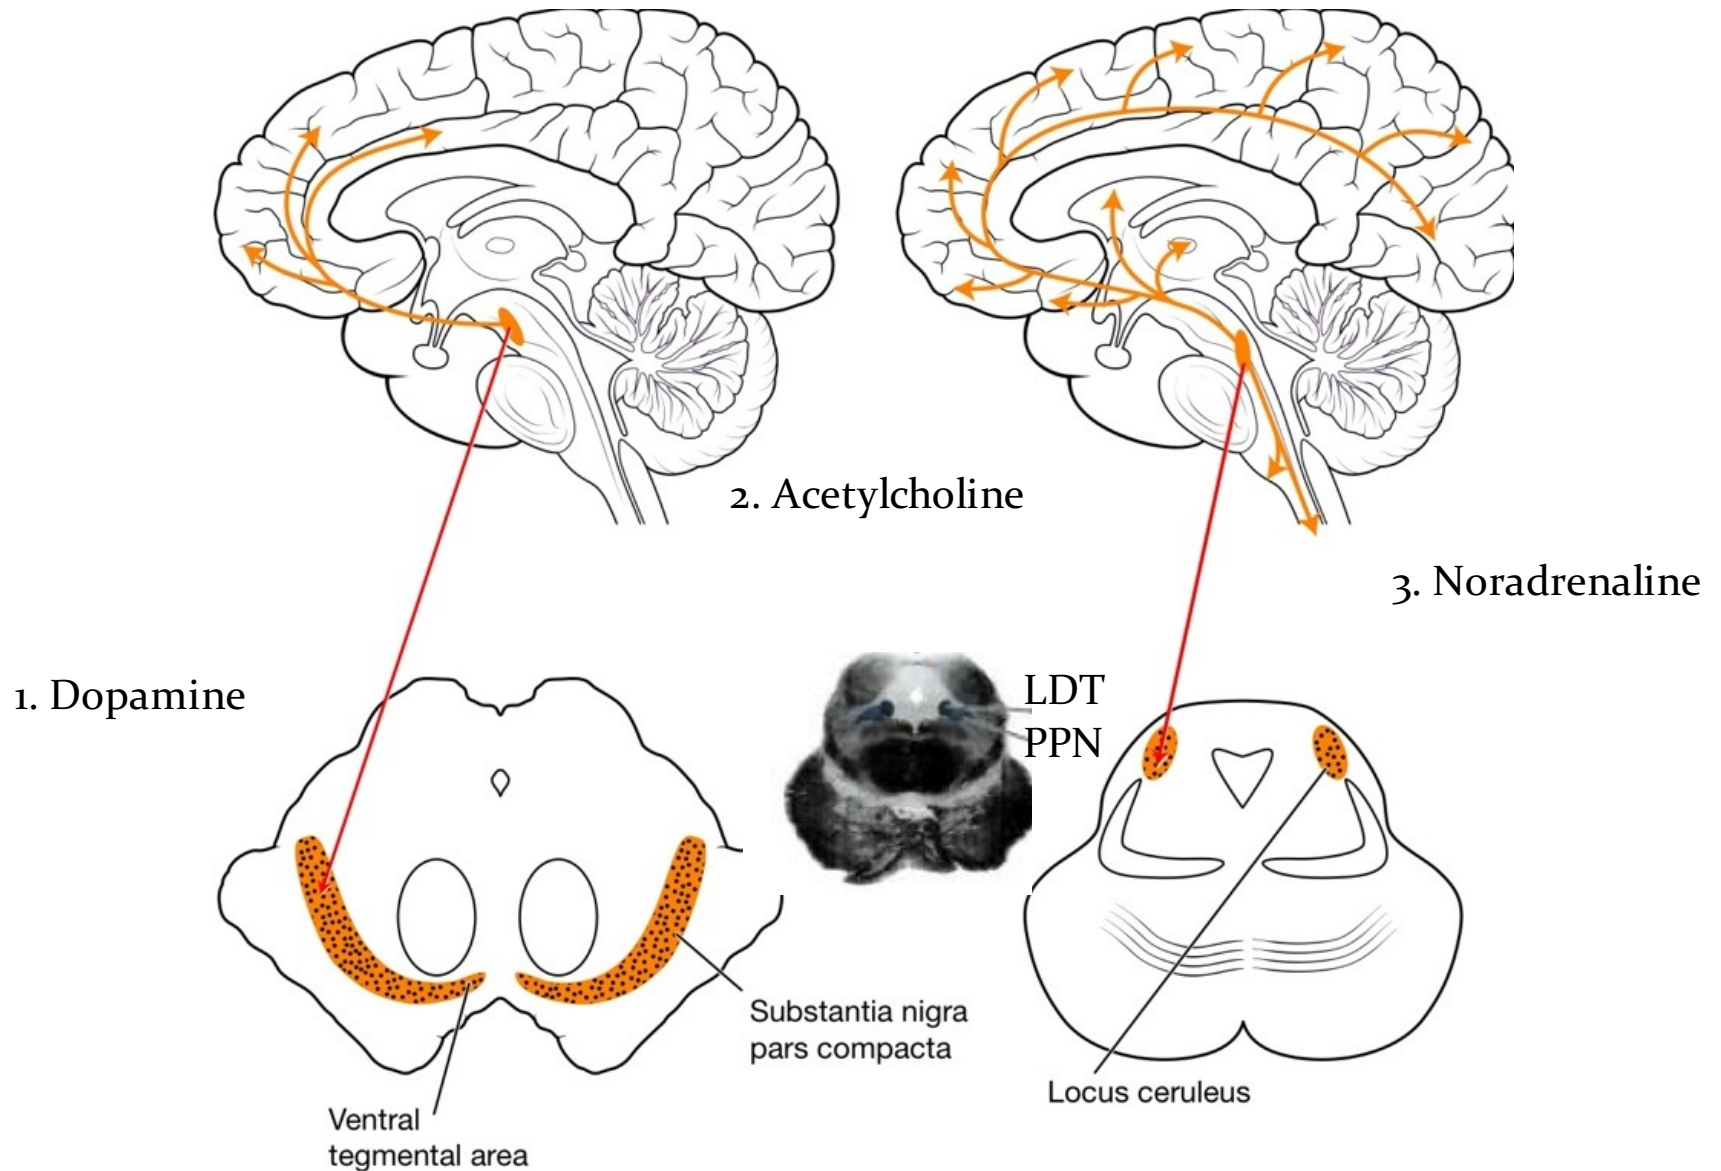 2. Acetylcholine
3. Noradrenaline
1. Dopamine
LDT
PPN
Substantia nigra
pars compacta
Locus ceruleus
Ventral
tegmental area